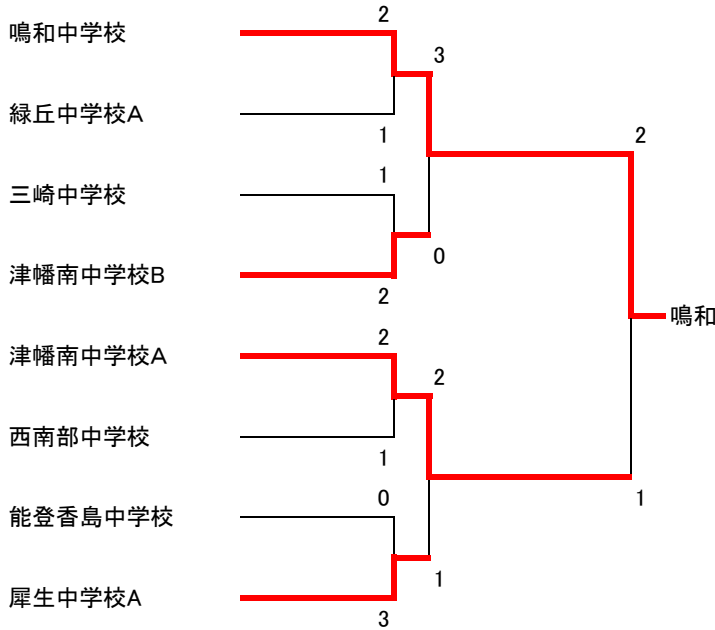 鳴和中学校
2
3
緑丘中学校A
1
2
三崎中学校
1
津幡南中学校B
2
0
鳴和
津幡南中学校A
2
2
西南部中学校
1
1
能登香島中学校
0
1
犀生中学校A
3